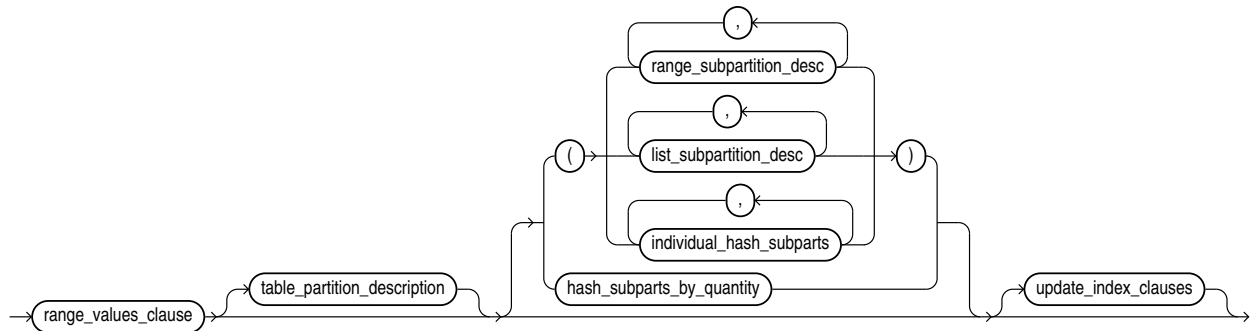 ,
range_subpartition_desc
,
( list_subpartition_desc )
,
individual_hash_subparts
table_partition_description hash_subparts_by_quantity update_index_clauses
range_values_clause